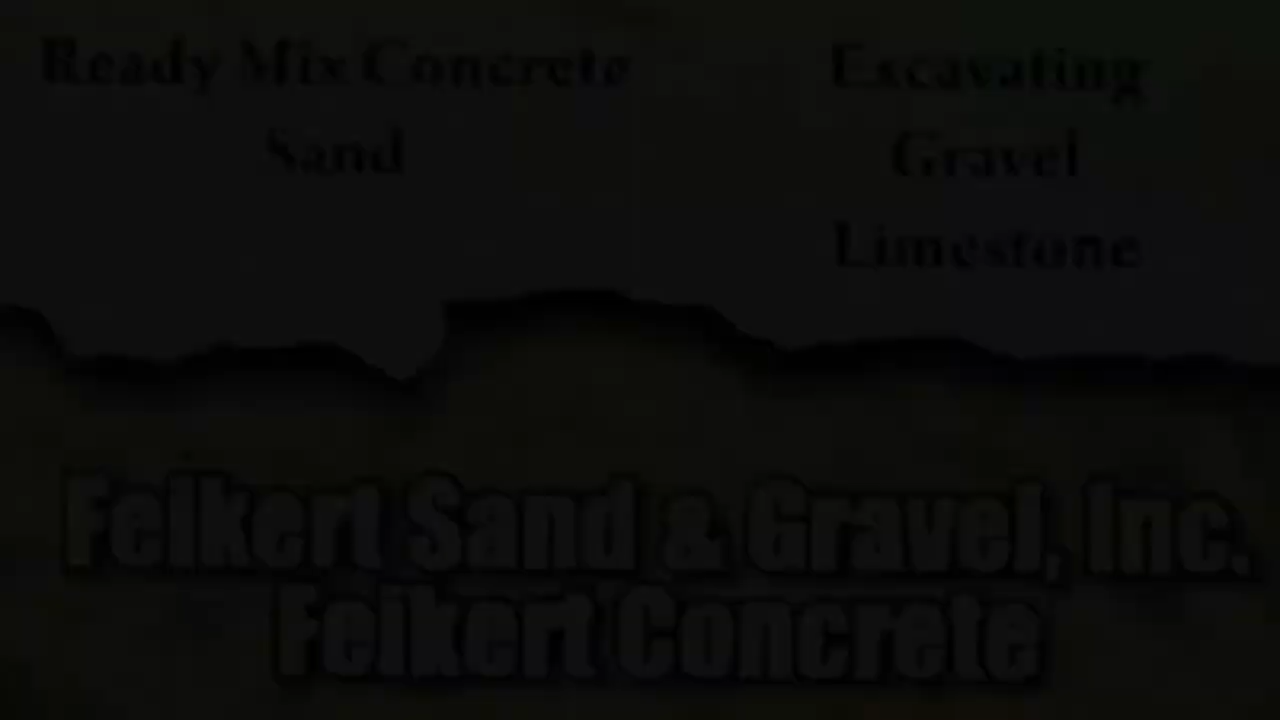 Ready Mix Concrete
Sand
Excavating
Gravel
Limestone
Felkert Sand & Gravel, Inc.
Felkert Concrete